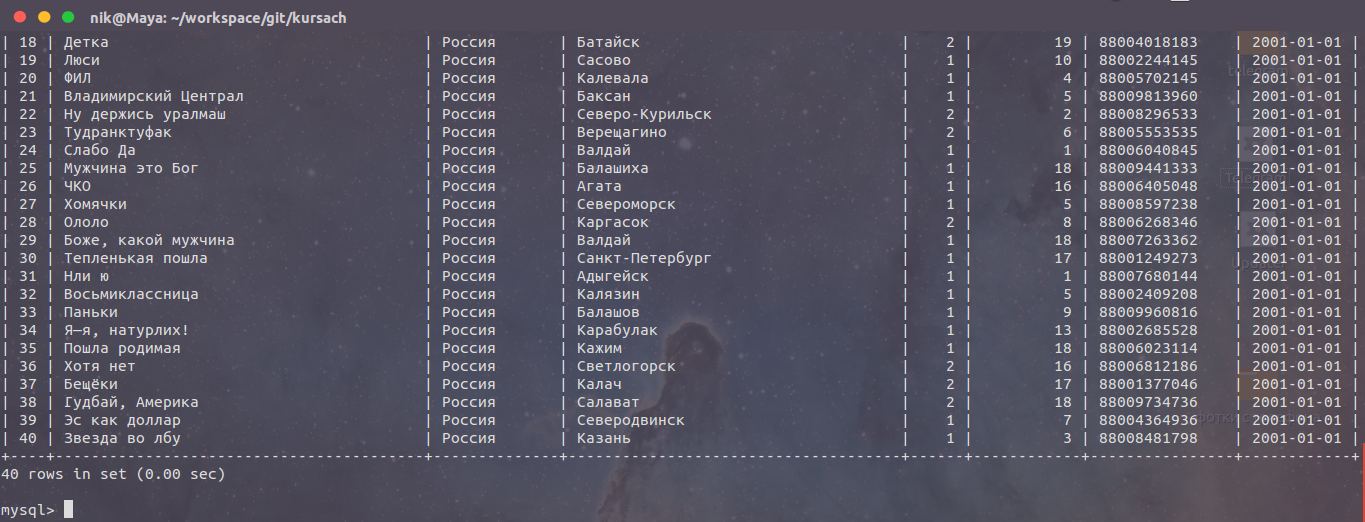 nik@Maya: ~/workspace/git/kursach
| 18 | Детка | Россия | Батайск | 2 | 19 | 88004018183 | 2001-01-01 |
| 19 | Люси | Россия | Сасово | 1 | 10 | 88002244145 | 2001-01-01 |
| 20 | ФИЛ | Россия | Калевала | 1 | 4 | 88005702145 | 2001-01-01 |
| 21 | Владимирский Централ | Россия | Баксан | 1 | 5 | 88009813960 | 2001-01-01 |
| 22 | Ну держись уралмаш | Россия | Северо-Курильск | 2 | 2 | 88008296533 | 2001-01-01 |
| 23 | Тудранктуфак | Россия | Верещагино | 2 | 6 | 88005553535 | 2001-01-01 |
| 24 | Слабо Да | Россия | Валдай | 1 | 1 | 88006040845 | 2001-01-01 |
| 25 | Мужчина это Бог | Россия | Балашиха | 1 | 18 | 88009441333 | 2001-01-01 |
| 26 | ЧКО | Россия | Агата | 1 | 16 | 88006405048 | 2001-01-01 |
| 27 | Хомячки | Россия | Североморск | 1 | 5 | 88008597238 | 2001-01-01 |
| 28 | Ололо | Россия | Каргасок | 2 | 8 | 88006268346 | 2001-01-01 |
| 29 | Боже, какой мужчина | Россия | Валдай | 1 | 18 | 88007263362 | 2001-01-01 |
| 30 | Тепленькая пошла | Россия | Санкт-Петербург | 1 | 17 | 88001249273 | 2001-01-01 |
| 31 | Нли ю | Россия | Адыгейск | 1 | 1 | 88007680144 | 2001-01-01 |
| 32 | Восьмиклассница | Россия | Калязин | 1 | 5 | 88002409208 | 2001-01-01 |
| 33 | Паньки | Россия | Балашов | 1 | 9 | 88009960816 | 2001-01-01 |
| 34 | Я—я, натурлих! | Россия | Карабулак | 1 | 13 | 88002685528 | 2001-01-01 |
| 35 | Пошла родимая | Россия | Кажим | 1 | 18 | 88006023114 | 2001-01-01 |
| 36 | Хотя нет | Россия | Светлогорск | 2 | 16 | 88006812186 | 2001-01-01 |
| 37 | Бещёки | Россия | Калач | 2 | 17 | 88001377046 | 2001-01-01 |
| 38 | Гудбай, Америка | Россия | Салават | 2 | 18 | 88009734736 | 2001-01-01 |
| 39 | Эс как доллар | Россия | Северодвинск | 1 | 7 | 88004364936 | 2001-01-01 |
| 40 | Звезда во лбу | Россия | Казань | 1 | 3 | 88008481798 | 2001-01-01 |
40 rows in set (0.00 sec)
mysql>